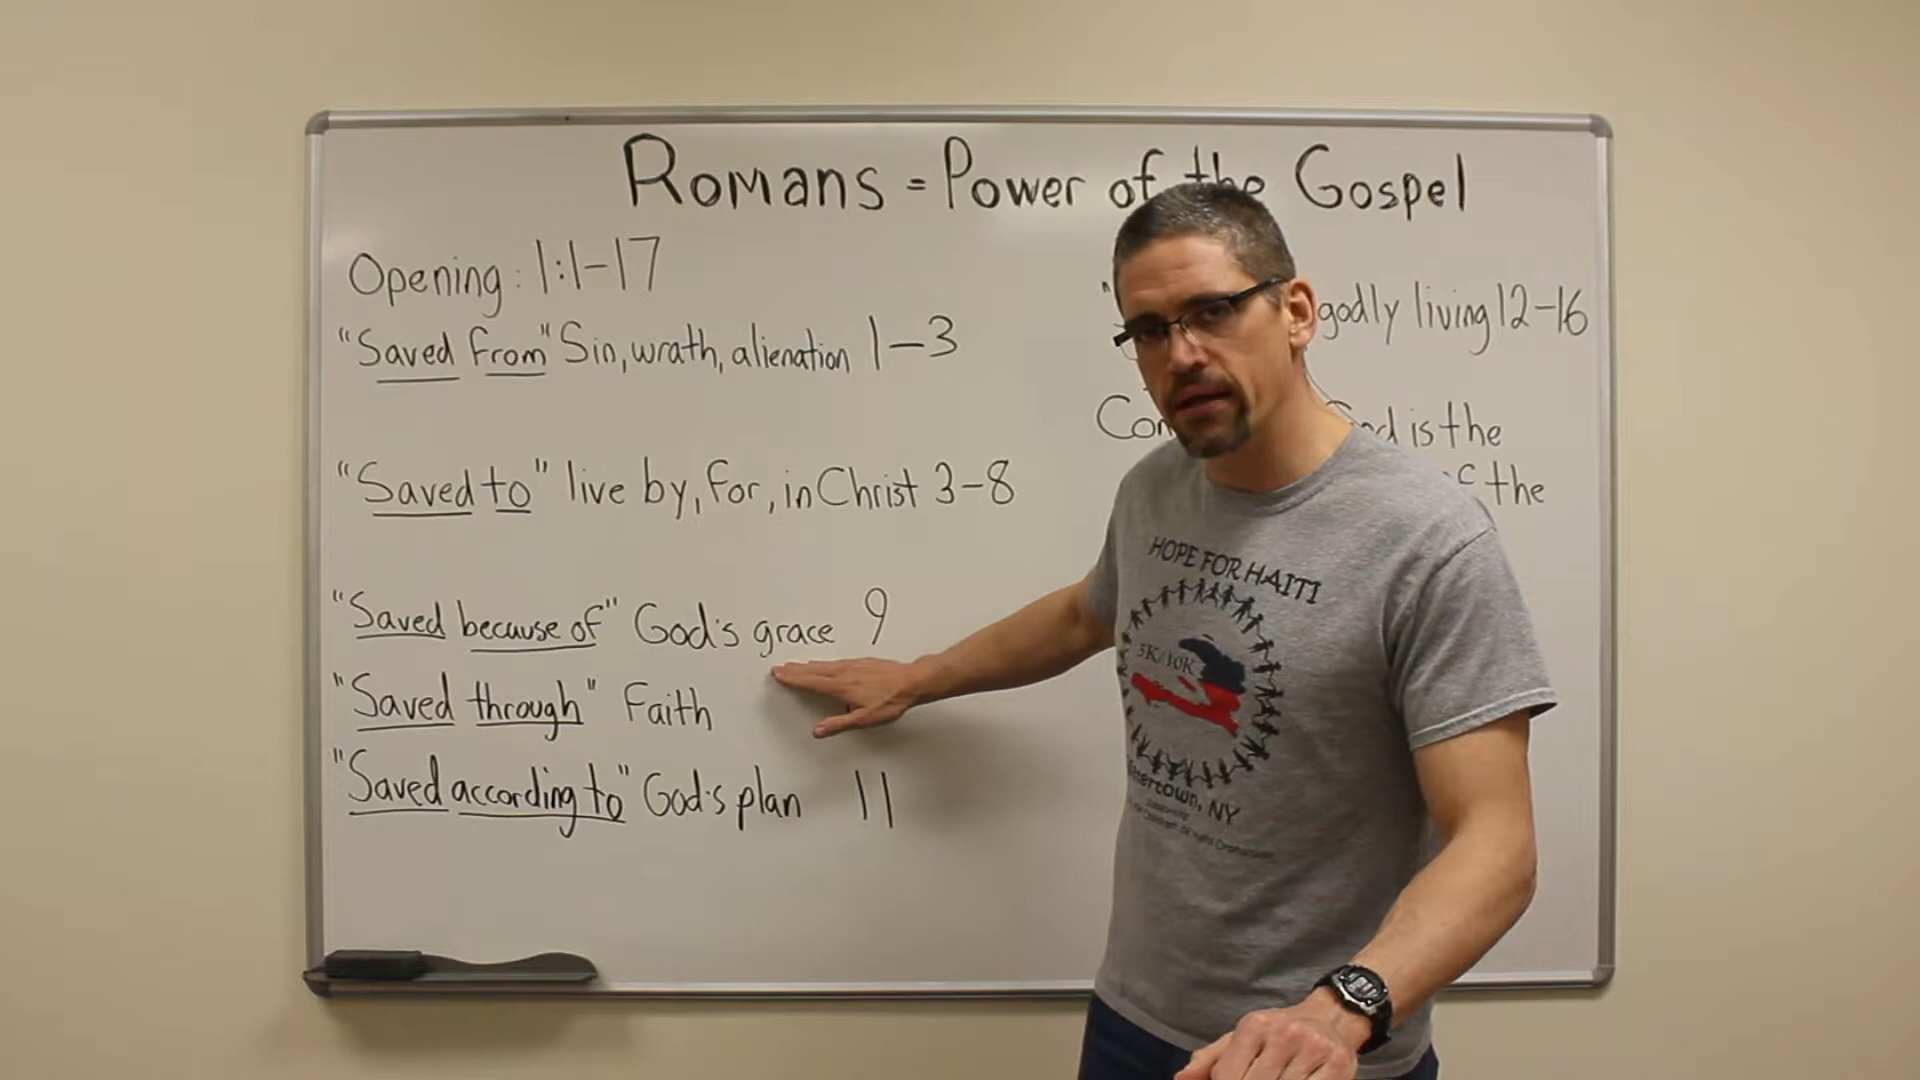 Romans = Power of the Gospel
Opening: 1:1-17
"Saved from" Sin, wrath, alienation 1-3
"Saved to" live by, for, in Christ 3-8
"Saved because of" God's grace 9
"Saved through" Faith
"Saved according to" God's plan 11
godly living 12-16
is the
the
HOPE FOR HAITI
5K/10K
Watertown, NY